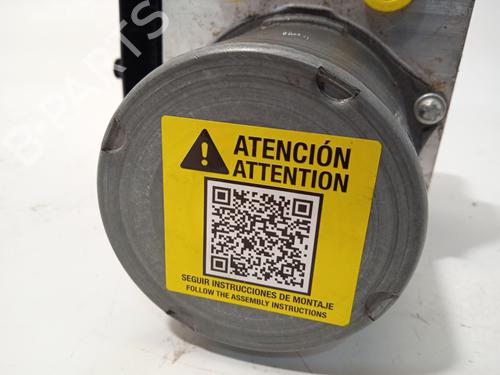 ATENCIÓN
ATTENTION
SEGUIR INSTRUCCIONES DE MONTAJE
FOLLOW THE ASSEMBLY INSTRUCTIONS
B-PARTS